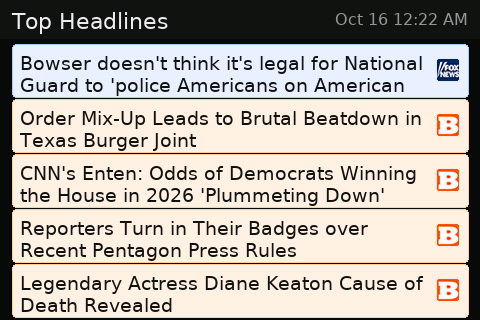 Top Headlines
Oct 16 12:22 AM
Bowser doesn't think it's legal for National
Guard to 'police Americans on American
FOX
NEWS
Order Mix-Up Leads to Brutal Beatdown in
Texas Burger Joint
B
CNN's Enten: Odds of Democrats Winning
the House in 2026 'Plummeting Down'
B
Reporters Turn in Their Badges over
Recent Pentagon Press Rules
B
Legendary Actress Diane Keaton Cause of
Death Revealed
B